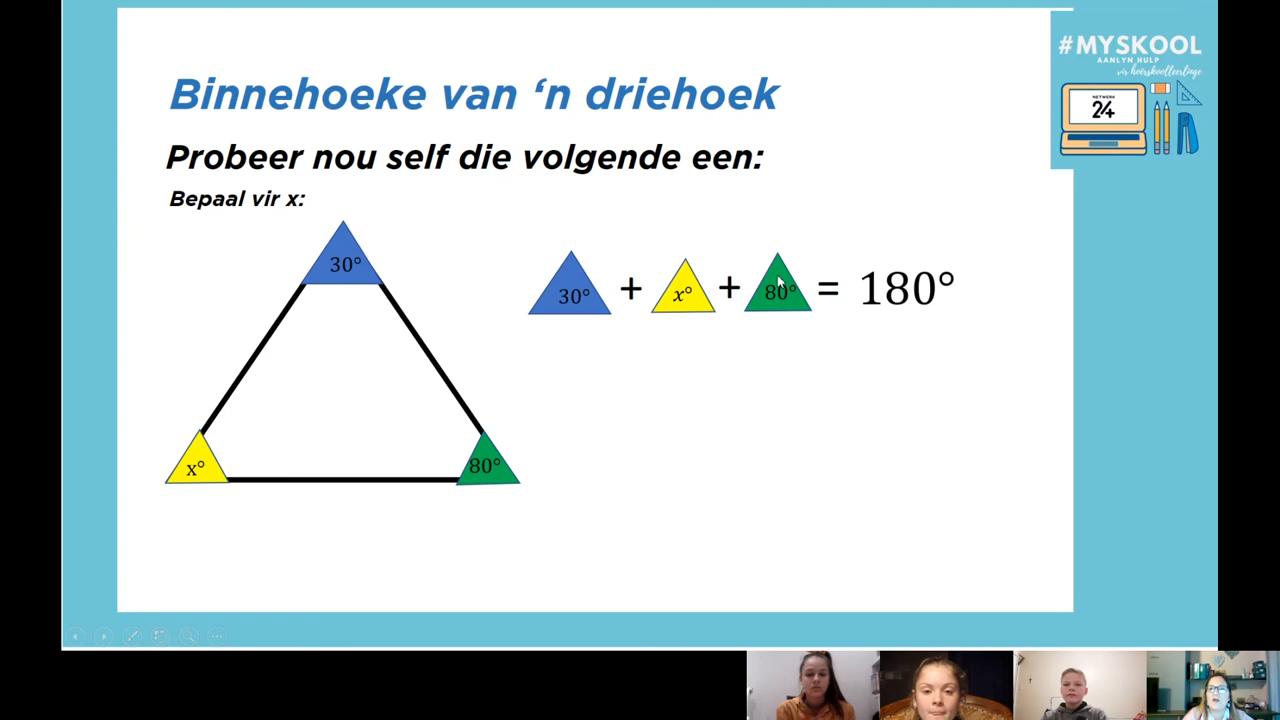 #MYSKOOL
AANLYN HULP
vir hoërskoolleerlinge
NETWERK
24
Binnehoeke van ‘n driehoek
Probeer nou self die volgende een:
Bepaal vir x:
30°
30° + x° + 80° = 180°
x°
80°